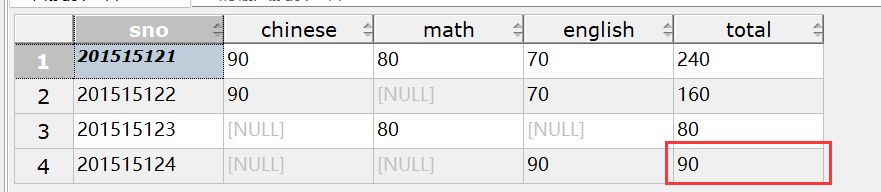 sno chinese math english total
1 201515121 90 80 70 240
2 201515122 90 [NULL] 70 160
3 201515123 [NULL] 80 [NULL] 80
4 201515124 [NULL] [NULL] 90 90